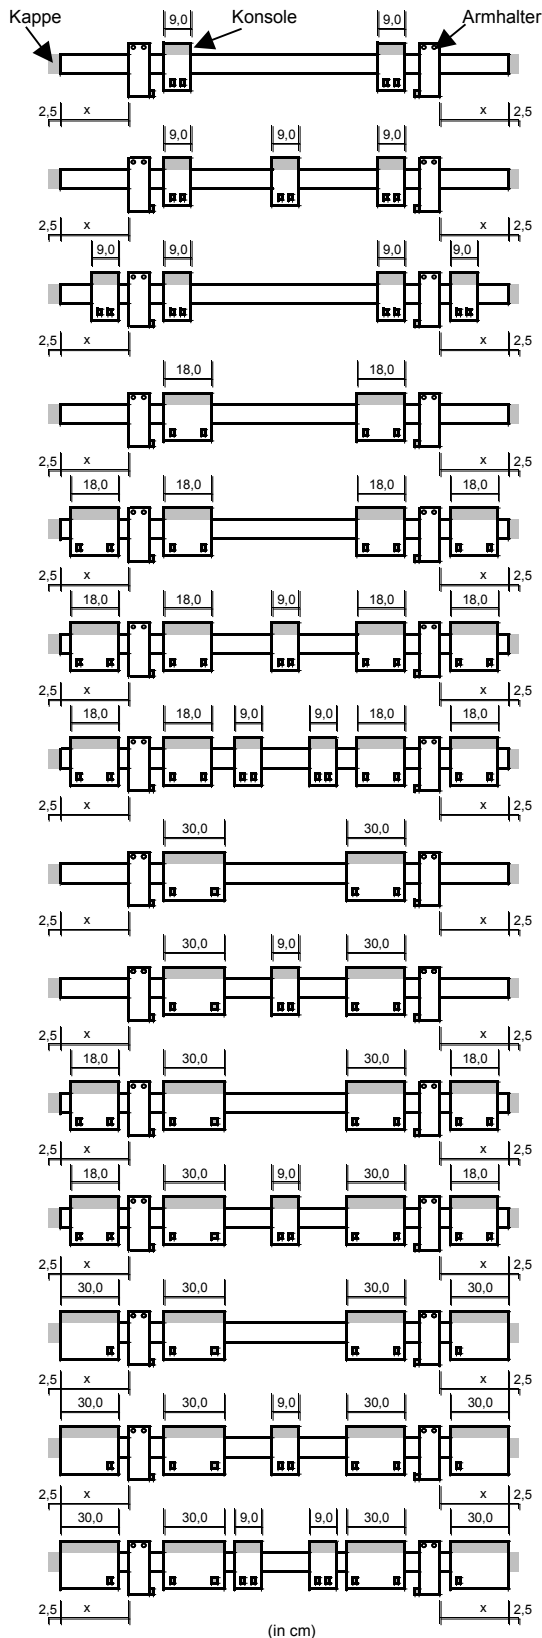 Kappe 9,0 Konsole 9,0 Armhalter
2,5 x x 2,5
9,0 9,0 9,0
2,5 x x 2,5
9,0 9,0 9,0 9,0
2,5 x x 2,5
18,0 18,0
2,5 x x 2,5
18,0 18,0 18,0 18,0
2,5 x x 2,5
18,0 18,0 9,0 18,0 18,0
2,5 x x 2,5
18,0 18,0 9,0 9,0 18,0 18,0
2,5 x x 2,5
30,0 30,0
2,5 x x 2,5
30,0 9,0 30,0
2,5 x x 2,5
18,0 30,0 30,0 18,0
2,5 x x 2,5
18,0 30,0 9,0 30,0 18,0
2,5 x x 2,5
30,0 30,0 30,0 30,0
2,5 x x 2,5
30,0 30,0 9,0 30,0 30,0
2,5 x x 2,5
30,0 30,0 9,0 9,0 30,0 30,0
2,5 x x 2,5
(in cm)